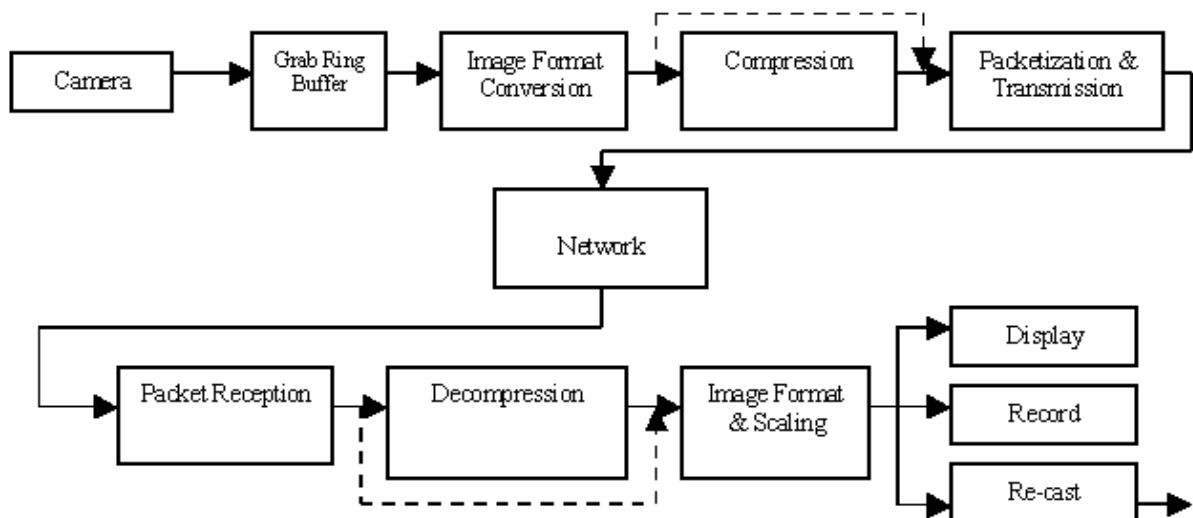 Camera
Grab Ring
Buffer
Image Format
Conversion
Compression
Packetization &
Transmission
Network
Packet Reception
Decompression
Image Format
& Scaling
Display
Record
Re-cast